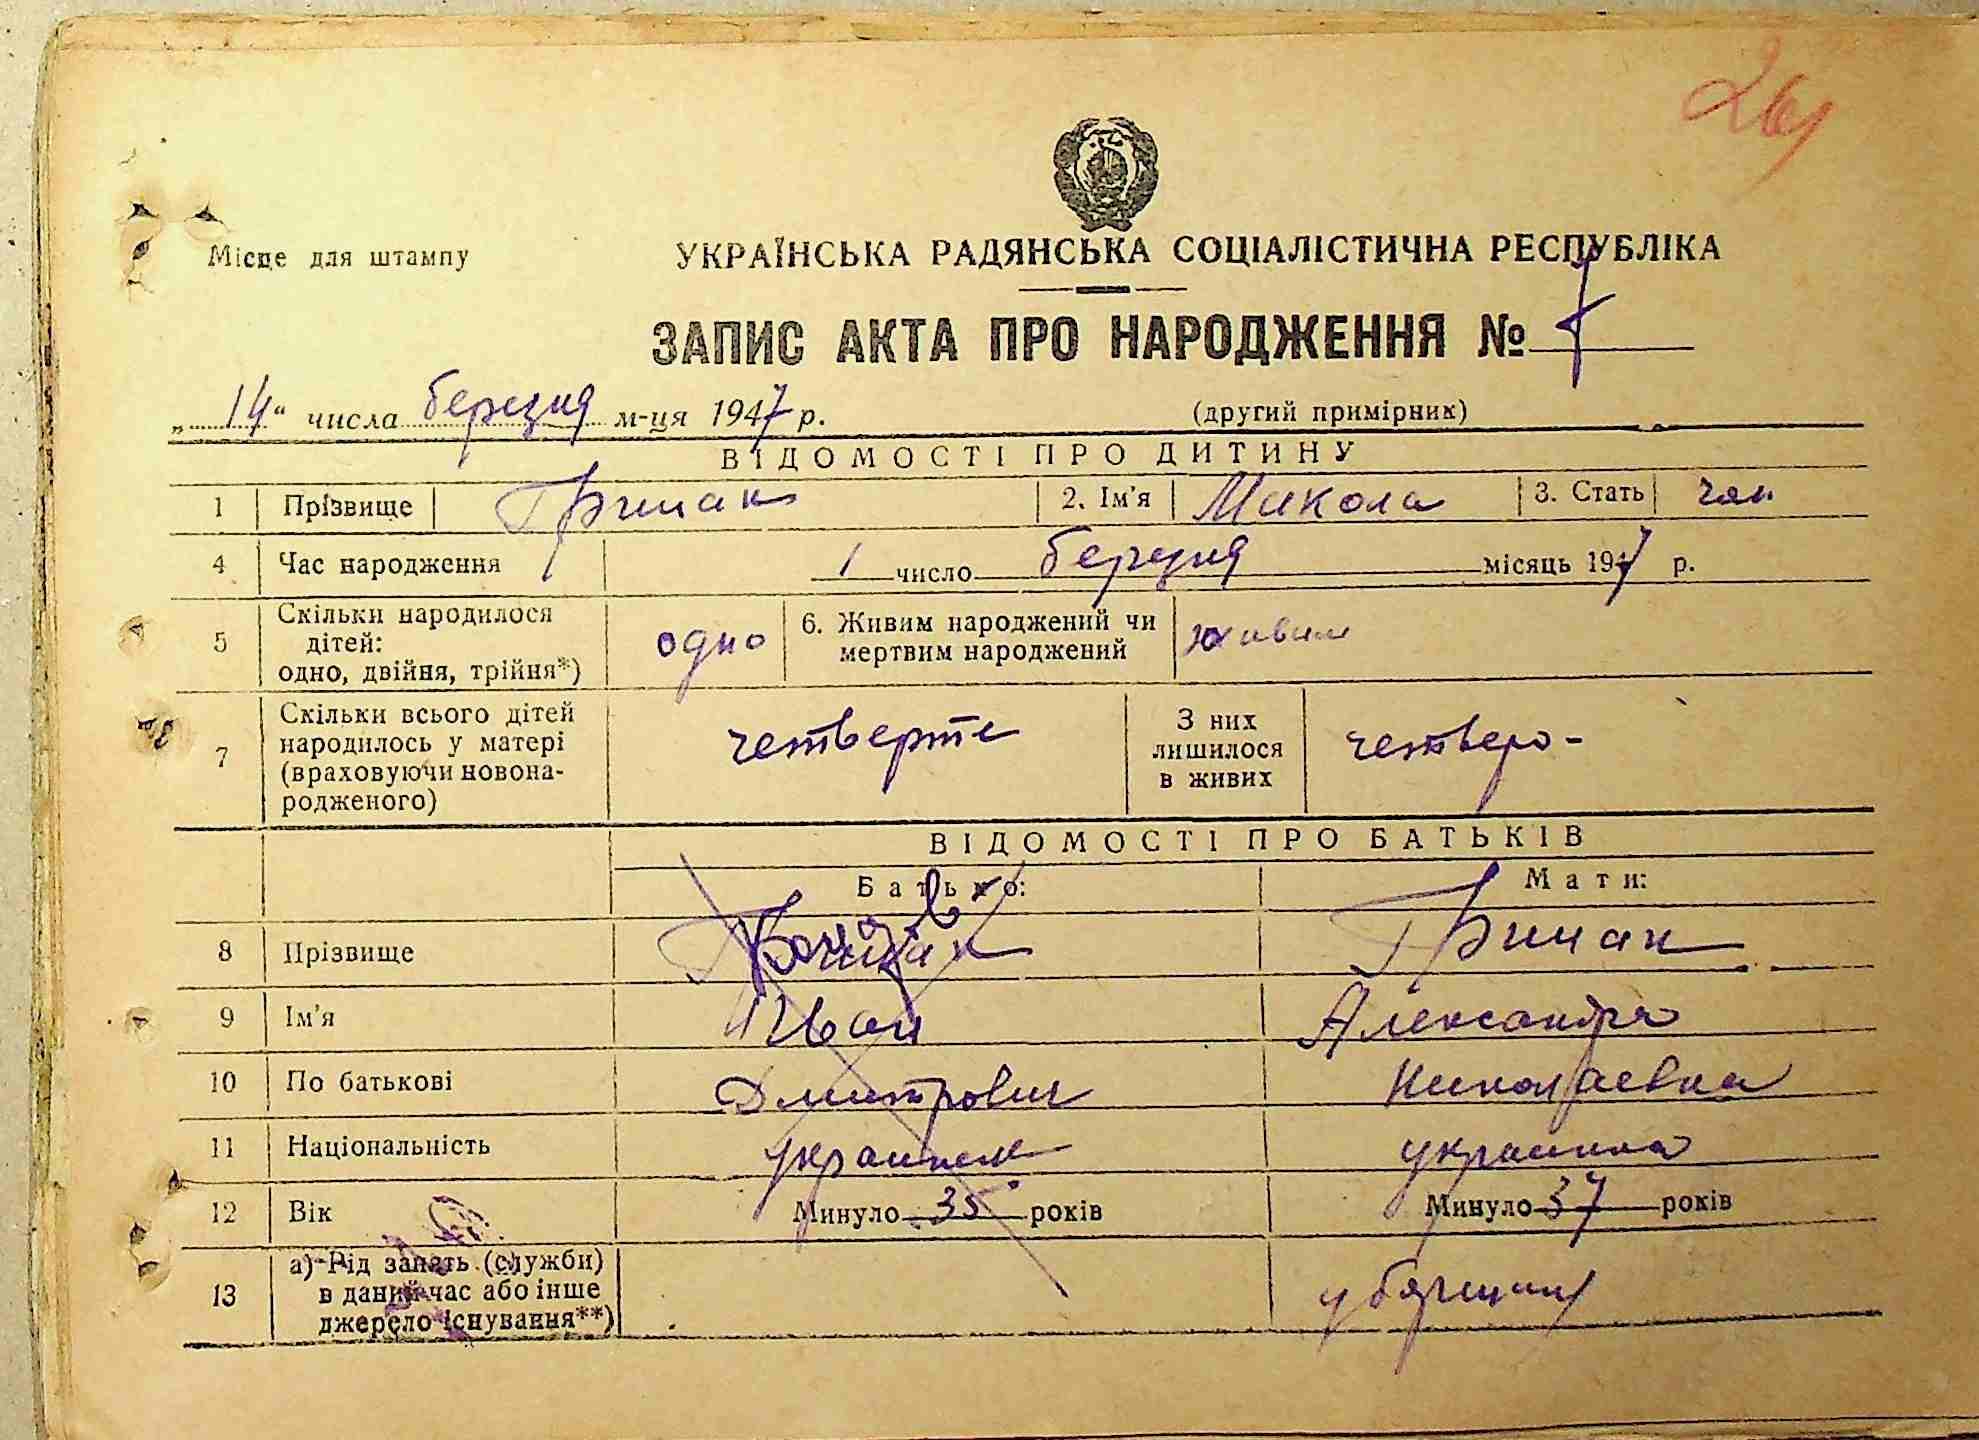 26
Місце для штампу
УКРАЇНСЬКА РАДЯНСЬКА СОЦІАЛІСТИЧНА РЕСПУБЛІКА
ЗАПИС АКТА ПРО НАРОДЖЕННЯ № 7
„14“ числа березня м-ця 1947 р. (другий примірник)
ВІДОМОСТІ ПРО ДИТИНУ
1 Прізвище Гримак 2. Ім'я Микола 3. Стать чол
4 Час народження 1 число березня місяць 1947 р.
5 Скільки народилося дітей: одно, двійня, трійня*) одно 6. Живим народжений чи мертвим народжений живим
7 Скільки всього дітей народилось у матері (враховуючи новонародженого) четверте З них лишилося в живих четверо-
ВІДОМОСТІ ПРО БАТЬКІВ
Батько: Мати:
8 Прізвище Гримак
9 Ім'я Иван Александра
10 По батькові Дмитрович Николаевна
11 Національність украинец украинка
12 Вік Минуло 35 років Минуло 37 років
13 а) Рід занять (служби) в даний час або інше джерело існування**) уборщиця